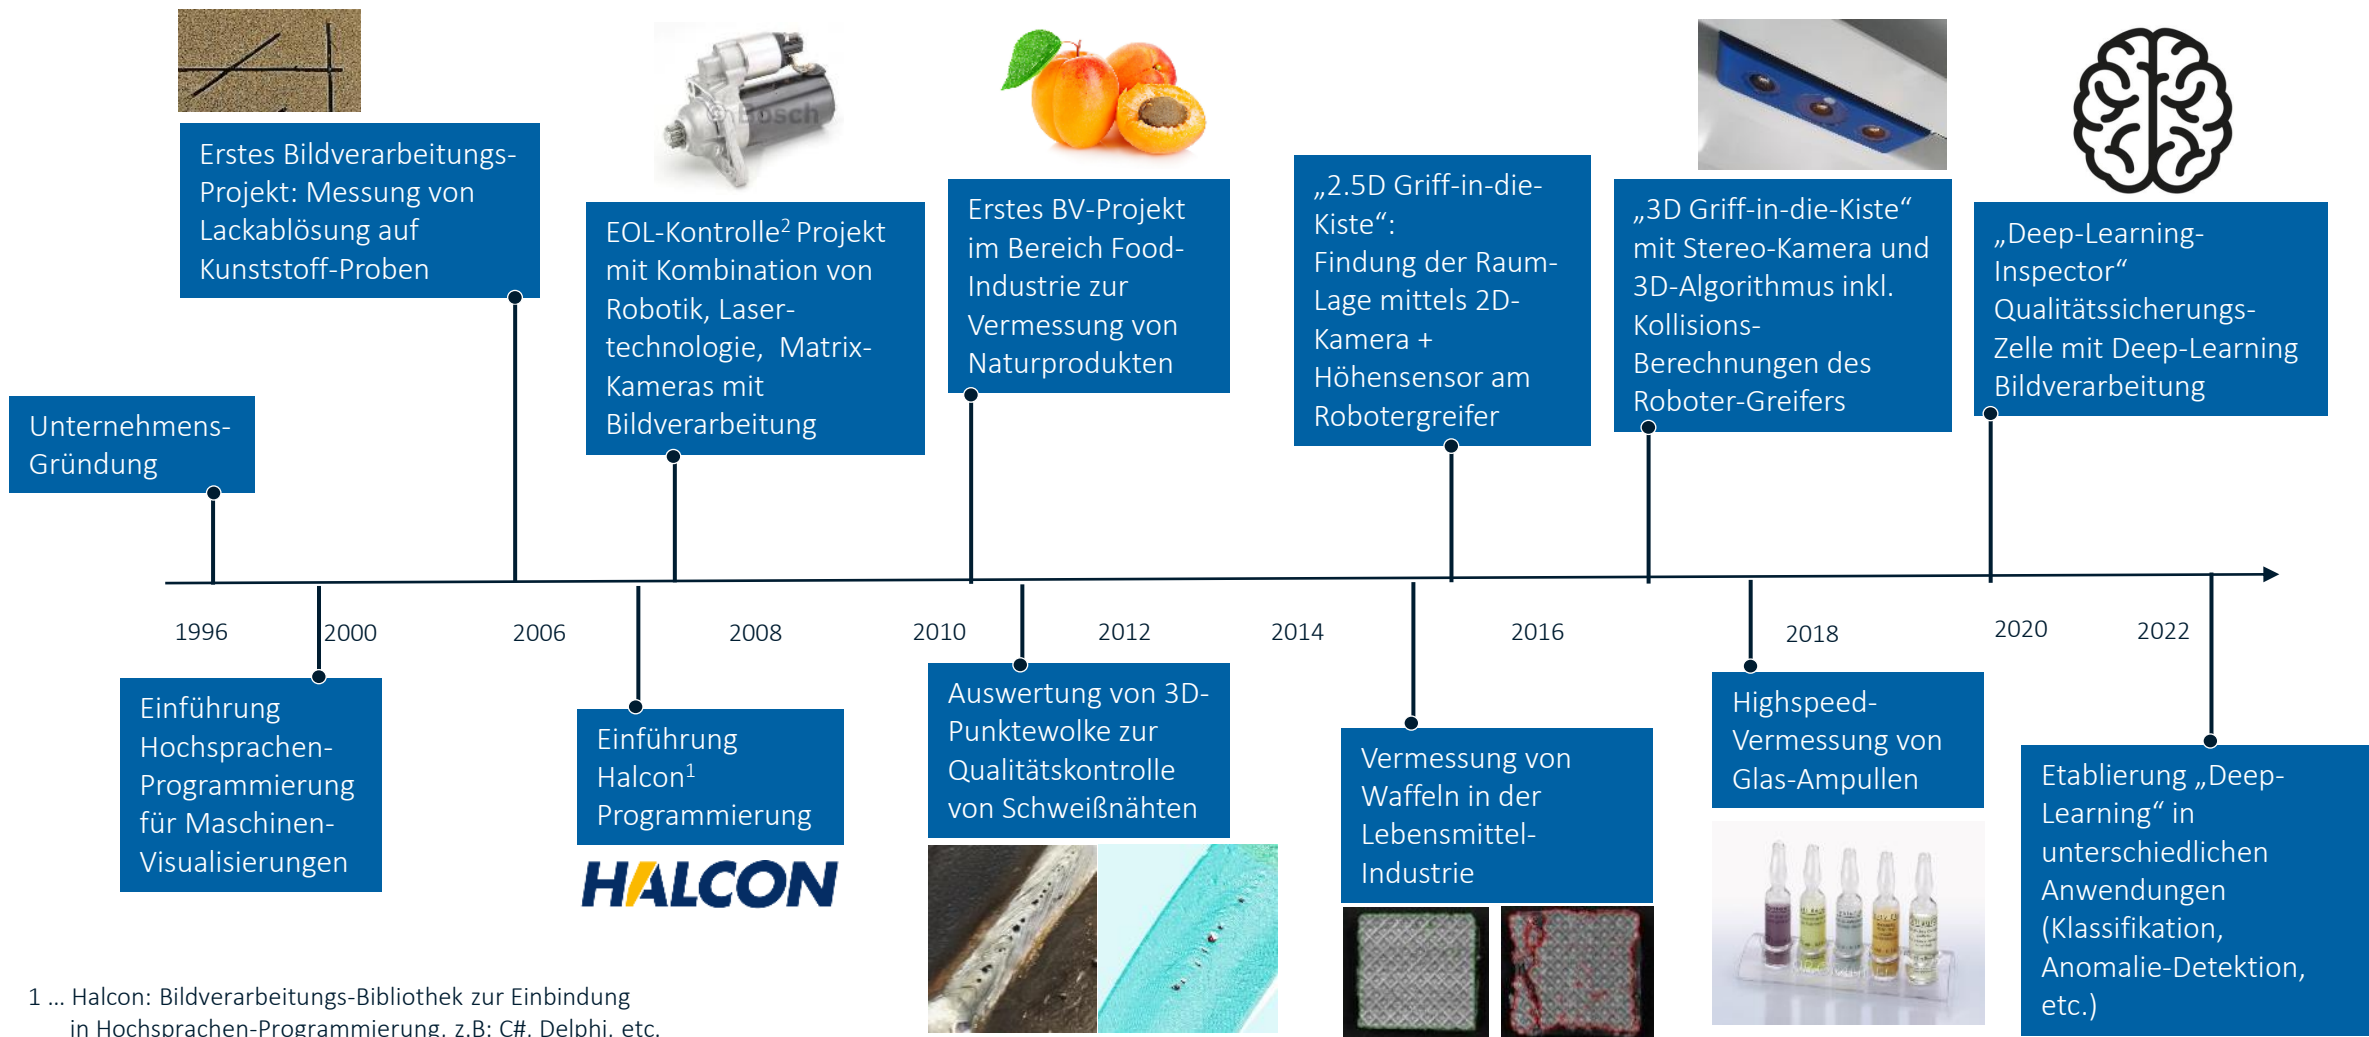 Erstes Bildverarbeitungs-
Projekt: Messung von
Lackablösung auf
Kunststoff-Proben
© Bosch
EOL-Kontrolle² Projekt
mit Kombination von
Robotik, Laser-
technologie, Matrix-
Kameras mit
Bildverarbeitung
Erstes BV-Projekt
im Bereich Food-
Industrie zur
Vermessung von
Naturprodukten
„2.5D Griff-in-die-
Kiste“:
Findung der Raum-
Lage mittels 2D-
Kamera +
Höhensensor am
Robotergreifer
„3D Griff-in-die-Kiste“
mit Stereo-Kamera und
3D-Algorithmus inkl.
Kollisions-
Berechnungen des
Roboter-Greifers
„Deep-Learning-
Inspector“
Qualitätssicherungs-
Zelle mit Deep-Learning
Bildverarbeitung
Unternehmens-
Gründung
1996 2000 2006 2008 2010 2012 2014 2016 2018 2020 2022
Einführung
Hochsprachen-
Programmierung
für Maschinen-
Visualisierungen
Einführung
Halcon¹
Programmierung
HALCON
Auswertung von 3D-
Punktewolke zur
Qualitätskontrolle
von Schweißnähten
Vermessung von
Waffeln in der
Lebensmittel-
Industrie
Highspeed-
Vermessung von
Glas-Ampullen
Etablierung „Deep-
Learning“ in
unterschiedlichen
Anwendungen
(Klassifikation,
Anomalie-Detektion,
etc.)
1 ... Halcon: Bildverarbeitungs-Bibliothek zur Einbindung
in Hochsprachen-Programmierung, z.B: C#, Delphi, etc.